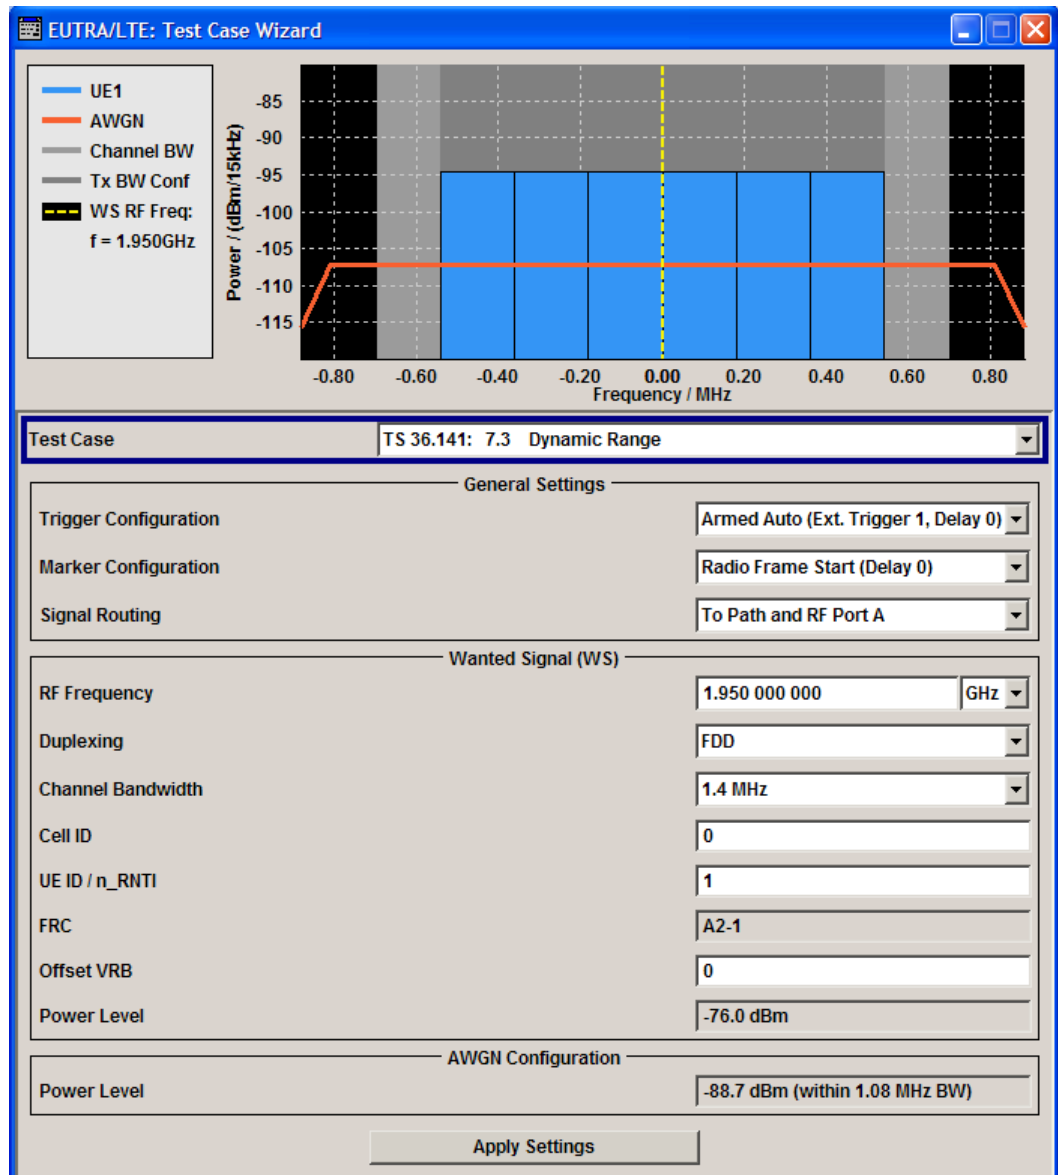 EUTRA/LTE: Test Case Wizard
UE1
AWGN
Channel BW
Tx BW Conf
WS RF Freq:
f = 1.950GHz
Power / (dBm/15kHz)
-85
-90
-95
-100
-105
-110
-115
-0.80 -0.60 -0.40 -0.20 0.00 0.20 0.40 0.60 0.80
Frequency / MHz
Test Case TS 36.141: 7.3 Dynamic Range
General Settings
Trigger Configuration Armed Auto (Ext. Trigger 1, Delay 0)
Marker Configuration Radio Frame Start (Delay 0)
Signal Routing To Path and RF Port A
Wanted Signal (WS)
RF Frequency 1.950 000 000 GHz
Duplexing FDD
Channel Bandwidth 1.4 MHz
Cell ID 0
UE ID / n_RNTI 1
FRC A2-1
Offset VRB 0
Power Level -76.0 dBm
AWGN Configuration
Power Level -88.7 dBm (within 1.08 MHz BW)
Apply Settings